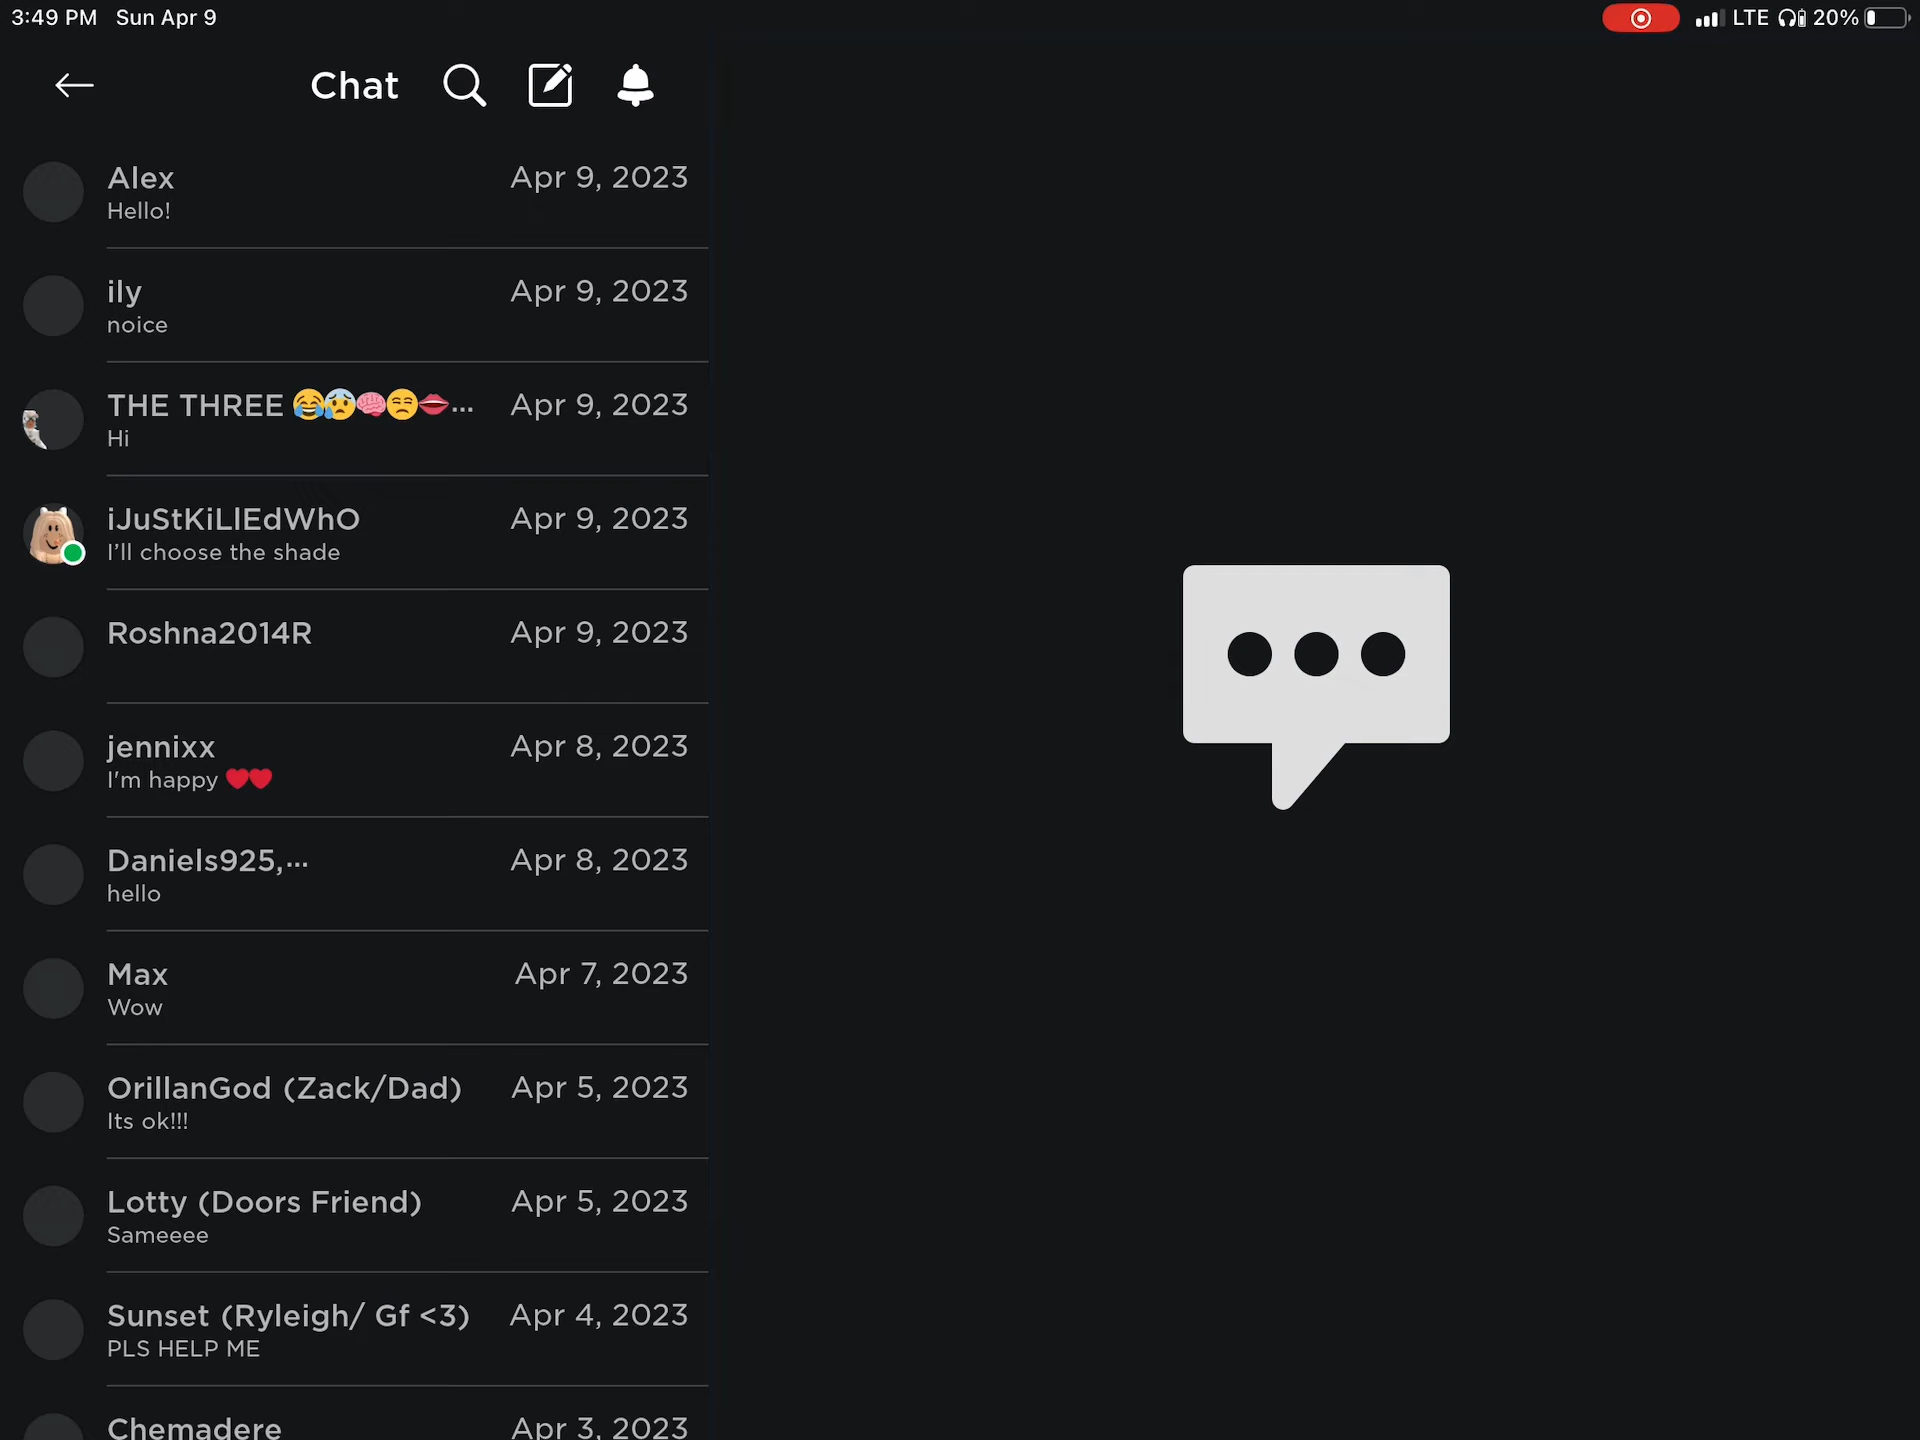 3:49 PM Sun Apr 9
LTE 20%
Chat
Alex Apr 9, 2023
Hello!
ily Apr 9, 2023
noice
THE THREE 😂😰🧠😒👄... Apr 9, 2023
Hi
iJuStKiLlEdWhO Apr 9, 2023
I’ll choose the shade
Roshna2014R Apr 9, 2023
jennixx Apr 8, 2023
I'm happy ❤️❤️
Daniels925,... Apr 8, 2023
hello
Max Apr 7, 2023
Wow
OrillanGod (Zack/Dad) Apr 5, 2023
Its ok!!!
Lotty (Doors Friend) Apr 5, 2023
Sameeee
Sunset (Ryleigh/ Gf <3) Apr 4, 2023
PLS HELP ME
Chemadere Apr 3, 2023